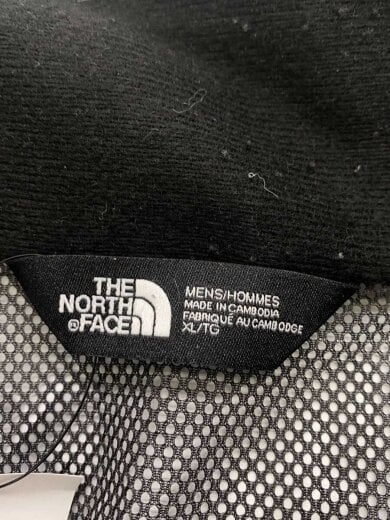 THE
NORTH
®FACE
MENS/HOMMES
MADE IN CAMBODIA
FABRIQUÉ AU CAMBODGE
XL/TG